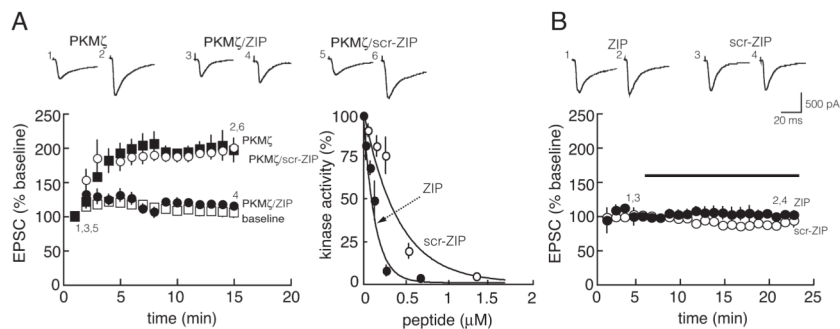 A
B
PKMζ
PKMζ/ZIP
PKMζ/scr-ZIP
ZIP
scr-ZIP
1
2
3
4
5
6
1
2
3
4
500 pA
20 ms
EPSC (% baseline)
250
200
150
100
50
0
2,6
PKMζ
PKMζ/scr-ZIP
4
PKMζ/ZIP
baseline
1,3,5
0
5
10
15
20
time (min)
kinase activity (%)
100
75
50
25
0
ZIP
scr-ZIP
0
0.5
1
1.5
2
peptide (μM)
EPSC (% baseline)
250
200
150
100
50
0
1,3
2,4
ZIP
scr-ZIP
0
5
10
15
20
25
time (min)